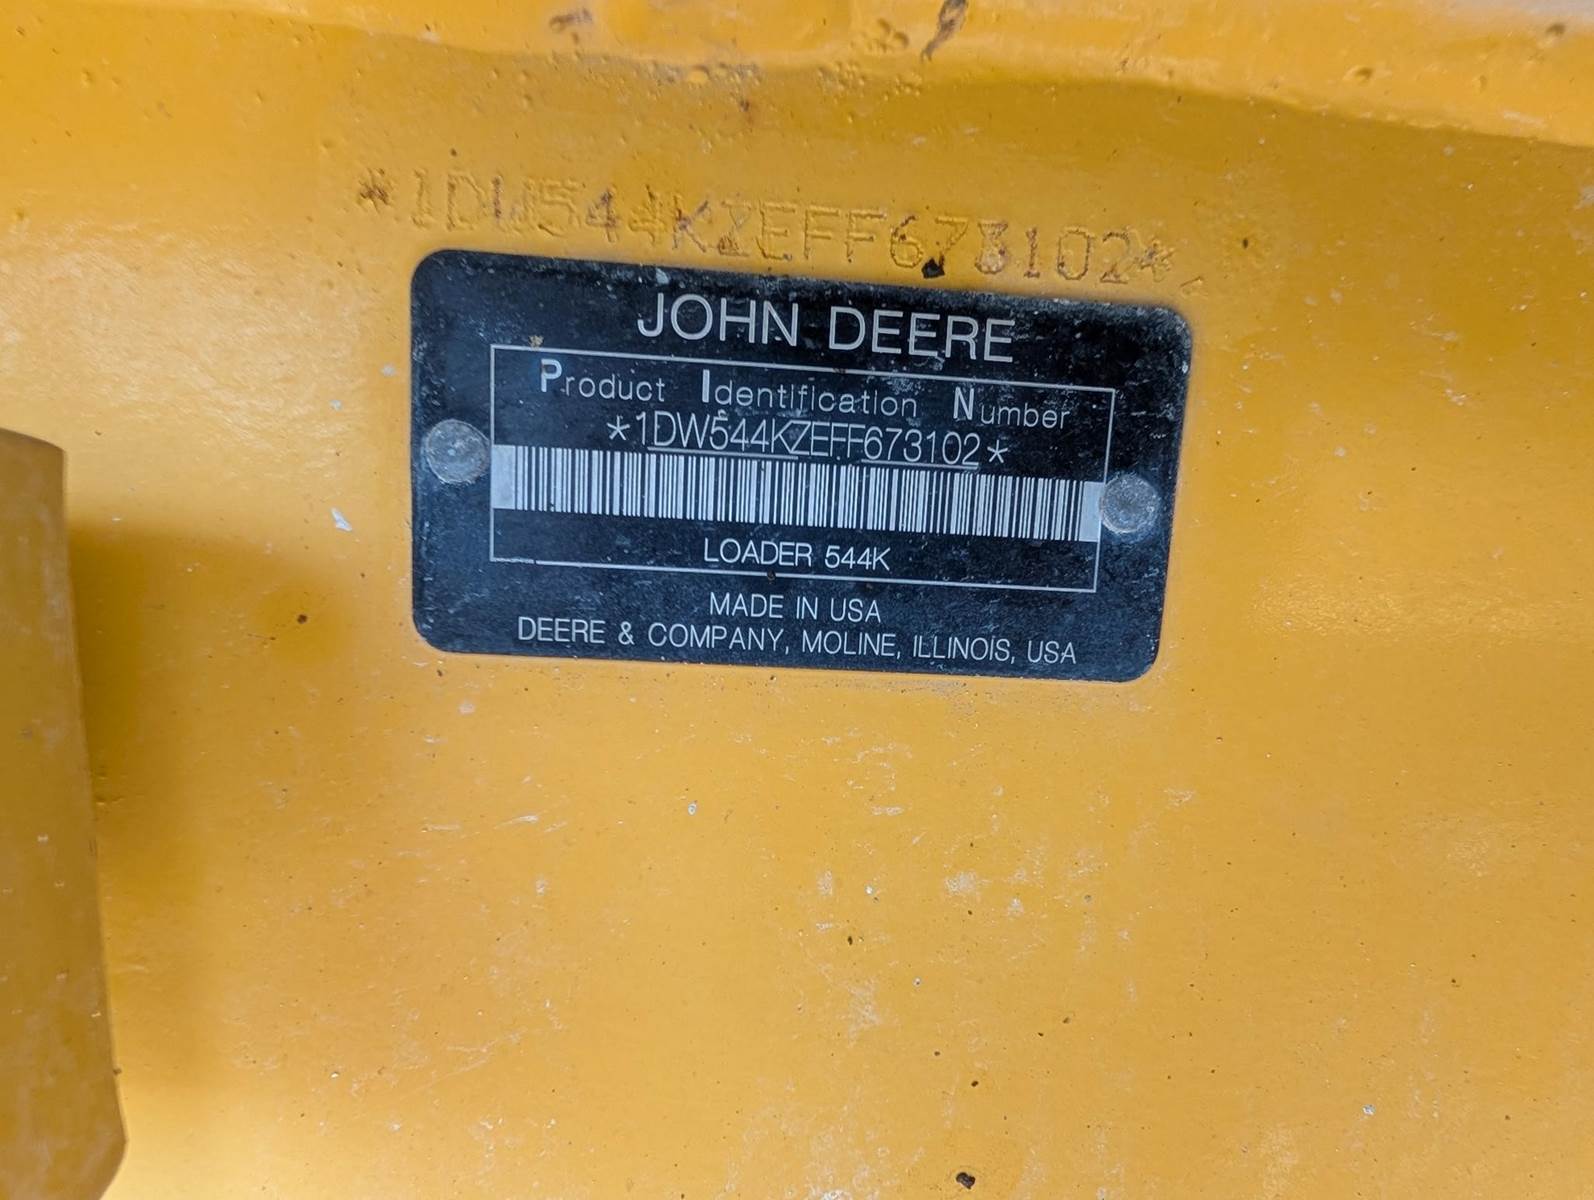 *1DW544KZEFF673102*
JOHN DEERE
Product Identification Number
*1DW544KZEFF673102*
LOADER 544K
MADE IN USA
DEERE & COMPANY, MOLINE, ILLINOIS, USA